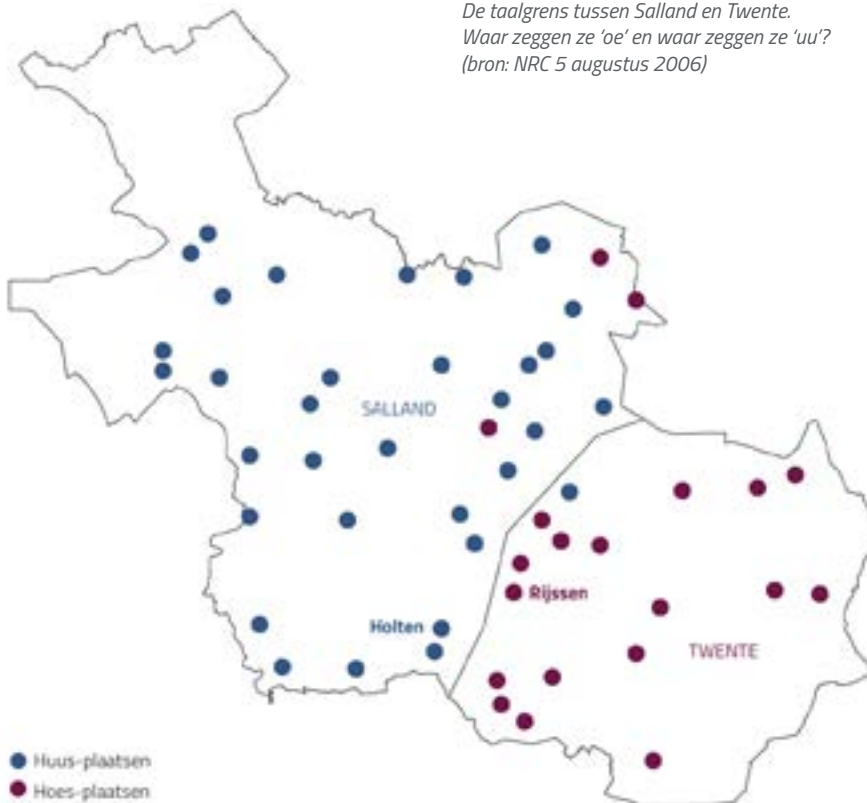 De taalgrens tussen Salland en Twente.
Waar zeggen ze ‘oe’ en waar zeggen ze ‘uu’?
(bron: NRC 5 augustus 2006)
SALLAND
Rijssen
Holten
TWENTE
Huus-plaatsen
Hoes-plaatsen